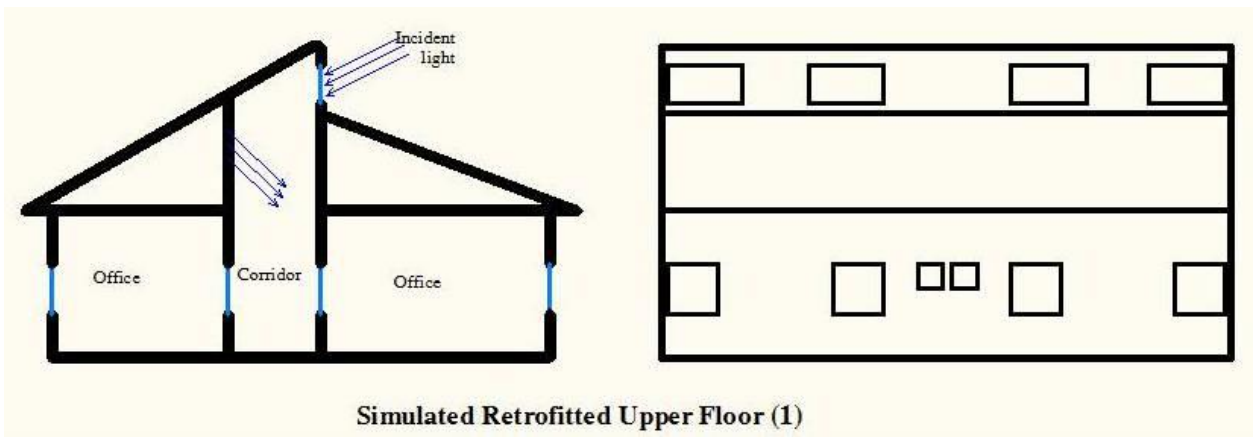 Incident
light
Office
Corridor
Office
Simulated Retrofitted Upper Floor (1)